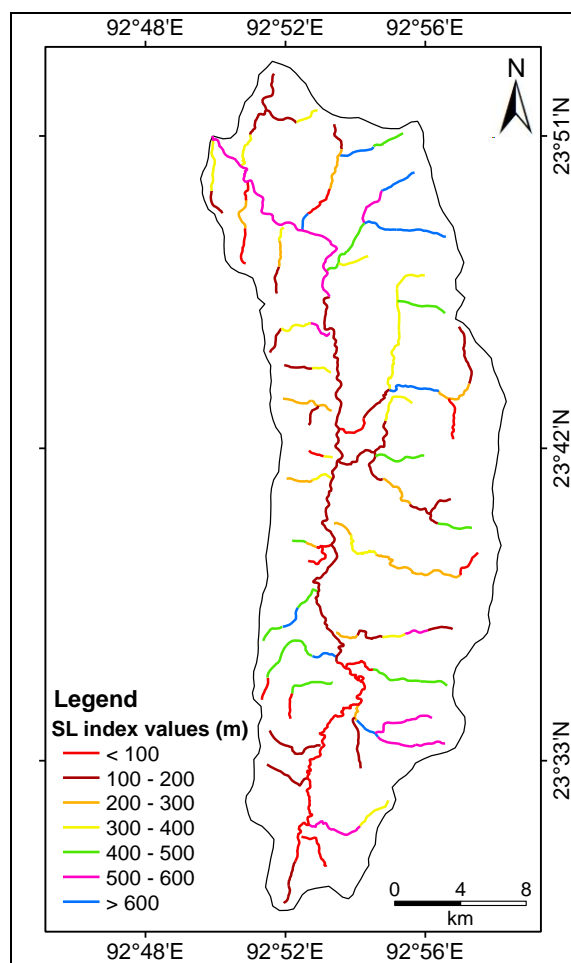 92°48'E 92°52'E 92°56'E
N
23°51'N
23°42'N
23°33'N
Legend
SL index values (m)
< 100
100 - 200
200 - 300
300 - 400
400 - 500
500 - 600
> 600
0 4 8
km
92°48'E 92°52'E 92°56'E